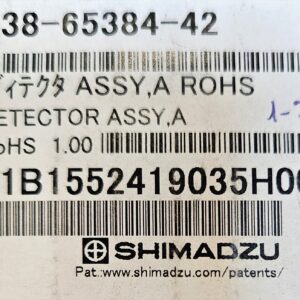 38-65384-42
ディテクタ ASSY,A ROHS
ETECTOR ASSY,A
oHS 1.00
1B1552419035H00
SHIMADZU
Pat.:www.shimadzu.com/patents/